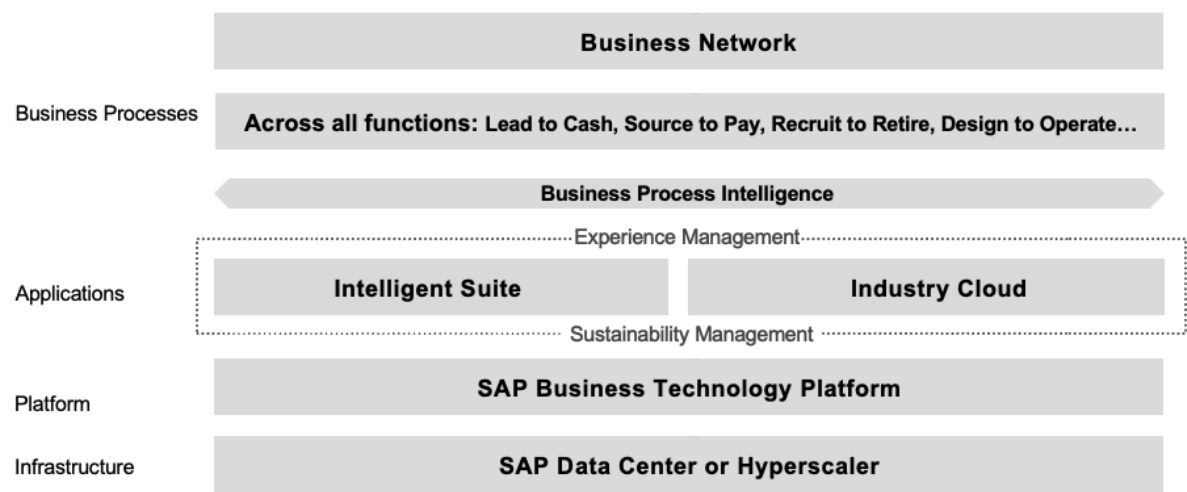 Business Network
Business Processes
Across all functions: Lead to Cash, Source to Pay, Recruit to Retire, Design to Operate…
Business Process Intelligence
Experience Management
Applications
Intelligent Suite
Industry Cloud
Sustainability Management
SAP Business Technology Platform
Platform
Infrastructure
SAP Data Center or Hyperscaler